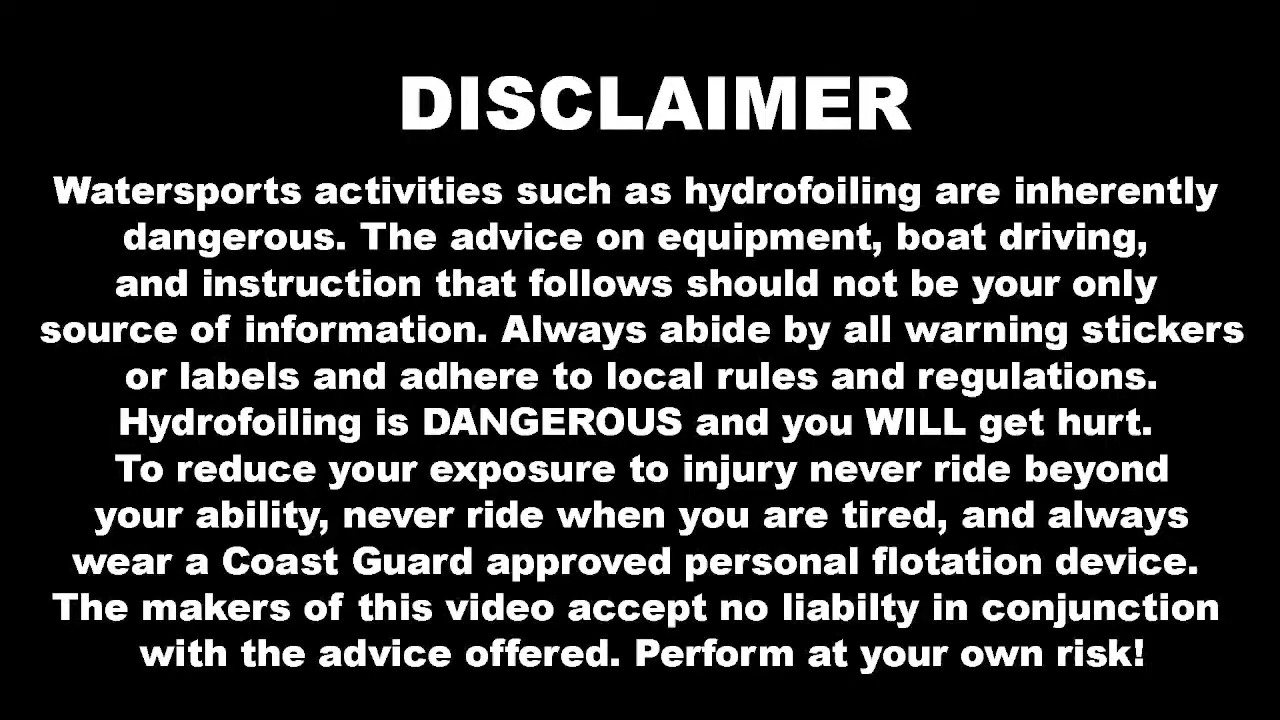 DISCLAIMER
Watersports activities such as hydrofoiling are inherently
dangerous. The advice on equipment, boat driving,
and instruction that follows should not be your only
source of information. Always abide by all warning stickers
or labels and adhere to local rules and regulations.
Hydrofoiling is DANGEROUS and you WILL get hurt.
To reduce your exposure to injury never ride beyond
your ability, never ride when you are tired, and always
wear a Coast Guard approved personal flotation device.
The makers of this video accept no liabilty in conjunction
with the advice offered. Perform at your own risk!